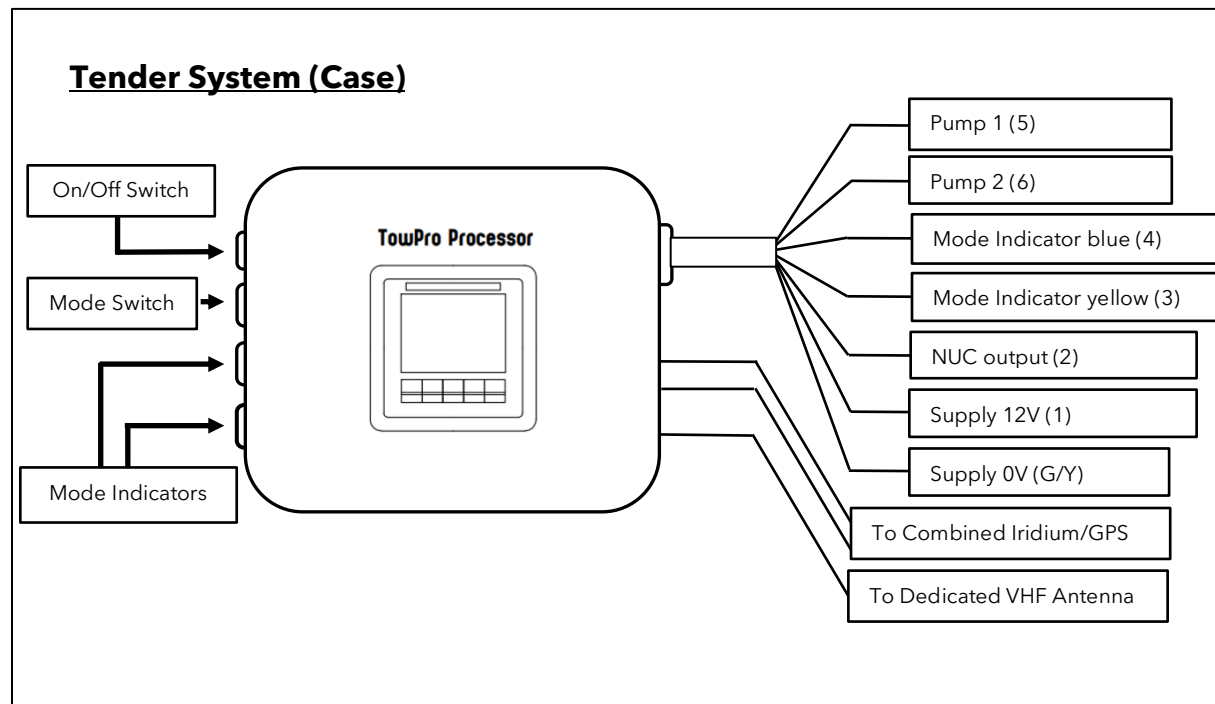 Tender System (Case)
On/Off Switch
Mode Switch
Mode Indicators
TowPro Processor
Pump 1 (5)
Pump 2 (6)
Mode Indicator blue (4)
Mode Indicator yellow (3)
NUC output (2)
Supply 12V (1)
Supply 0V (G/Y)
To Combined Iridium/GPS
To Dedicated VHF Antenna